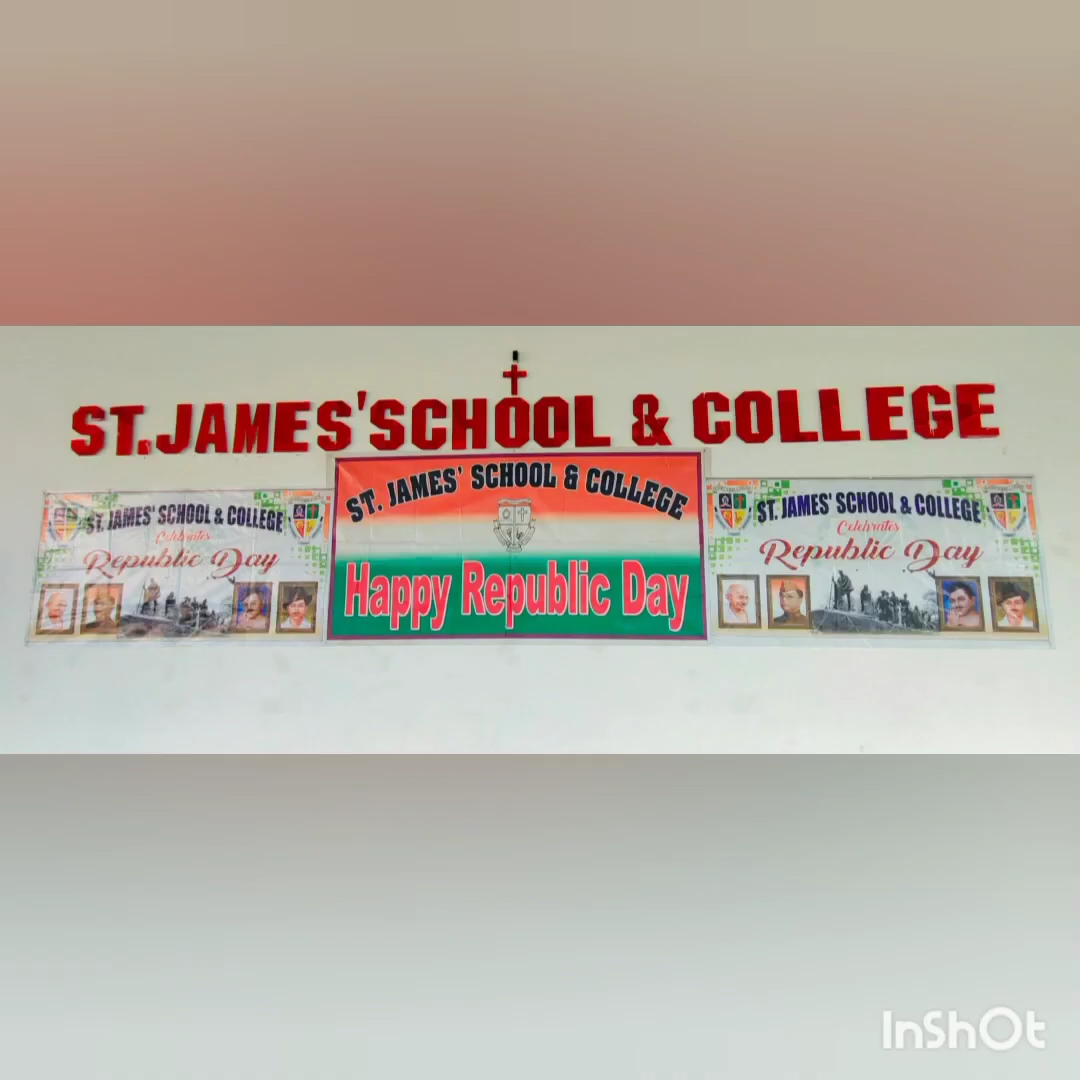 ST.JAMES'SCHOOL & COLLEGE
ST. JAMES' SCHOOL & COLLEGE
Celebrates
Republic Day
ST. JAMES' SCHOOL & COLLEGE
Happy Republic Day
ST. JAMES' SCHOOL & COLLEGE
Celebrates
Republic Day
InShOt